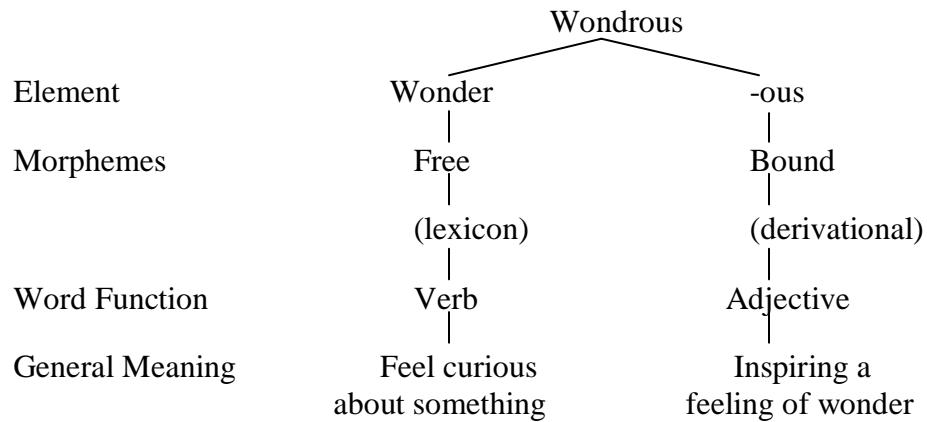 Wondrous
Element Wonder -ous
Morphemes Free Bound
(lexicon) (derivational)
Word Function Verb Adjective
General Meaning Feel curious Inspiring a
about something feeling of wonder